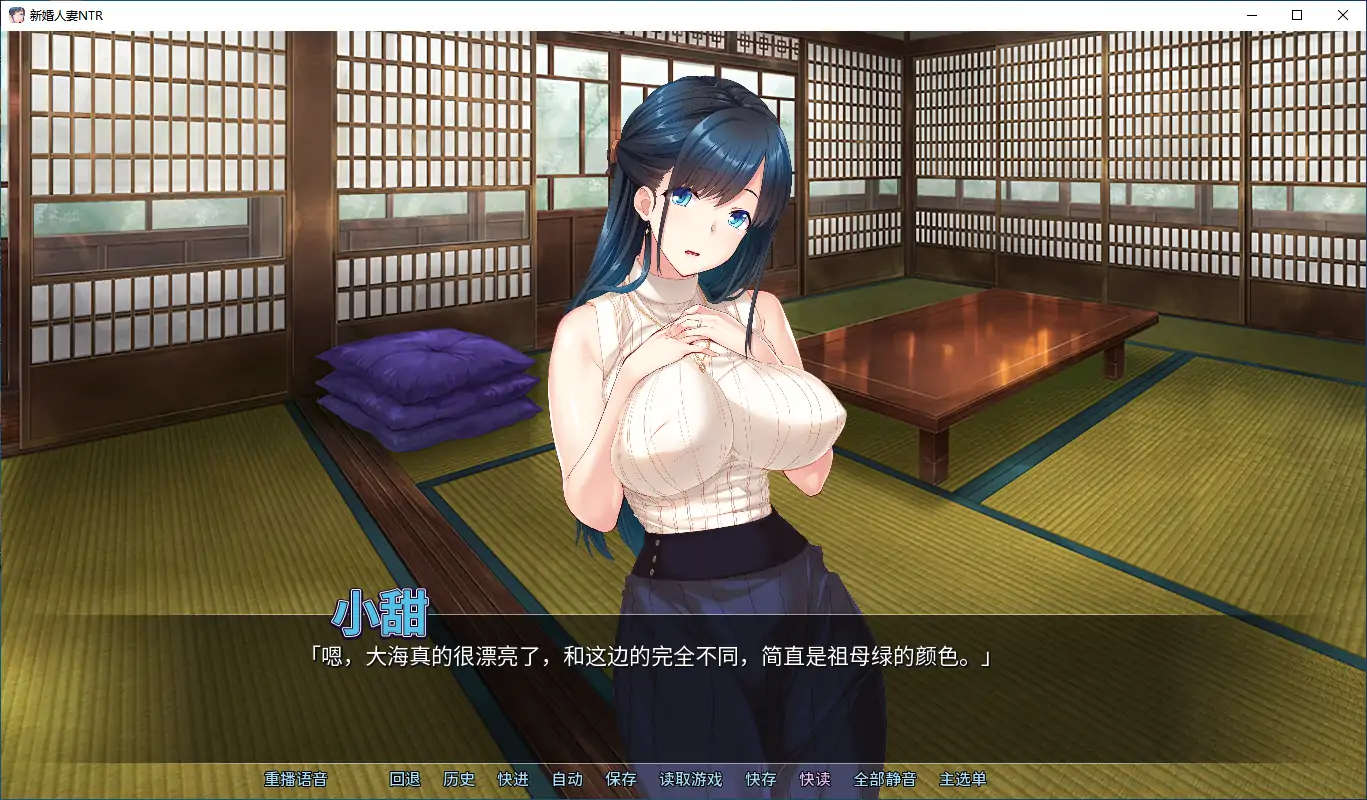 新婚人妻NTR
小甜
「嗯，大海真的很漂亮了，和这边的完全不同，简直是祖母绿的颜色。」
重播语音 回退 历史 快进 自动 保存 读取游戏 快存 快读 全部静音 主选单